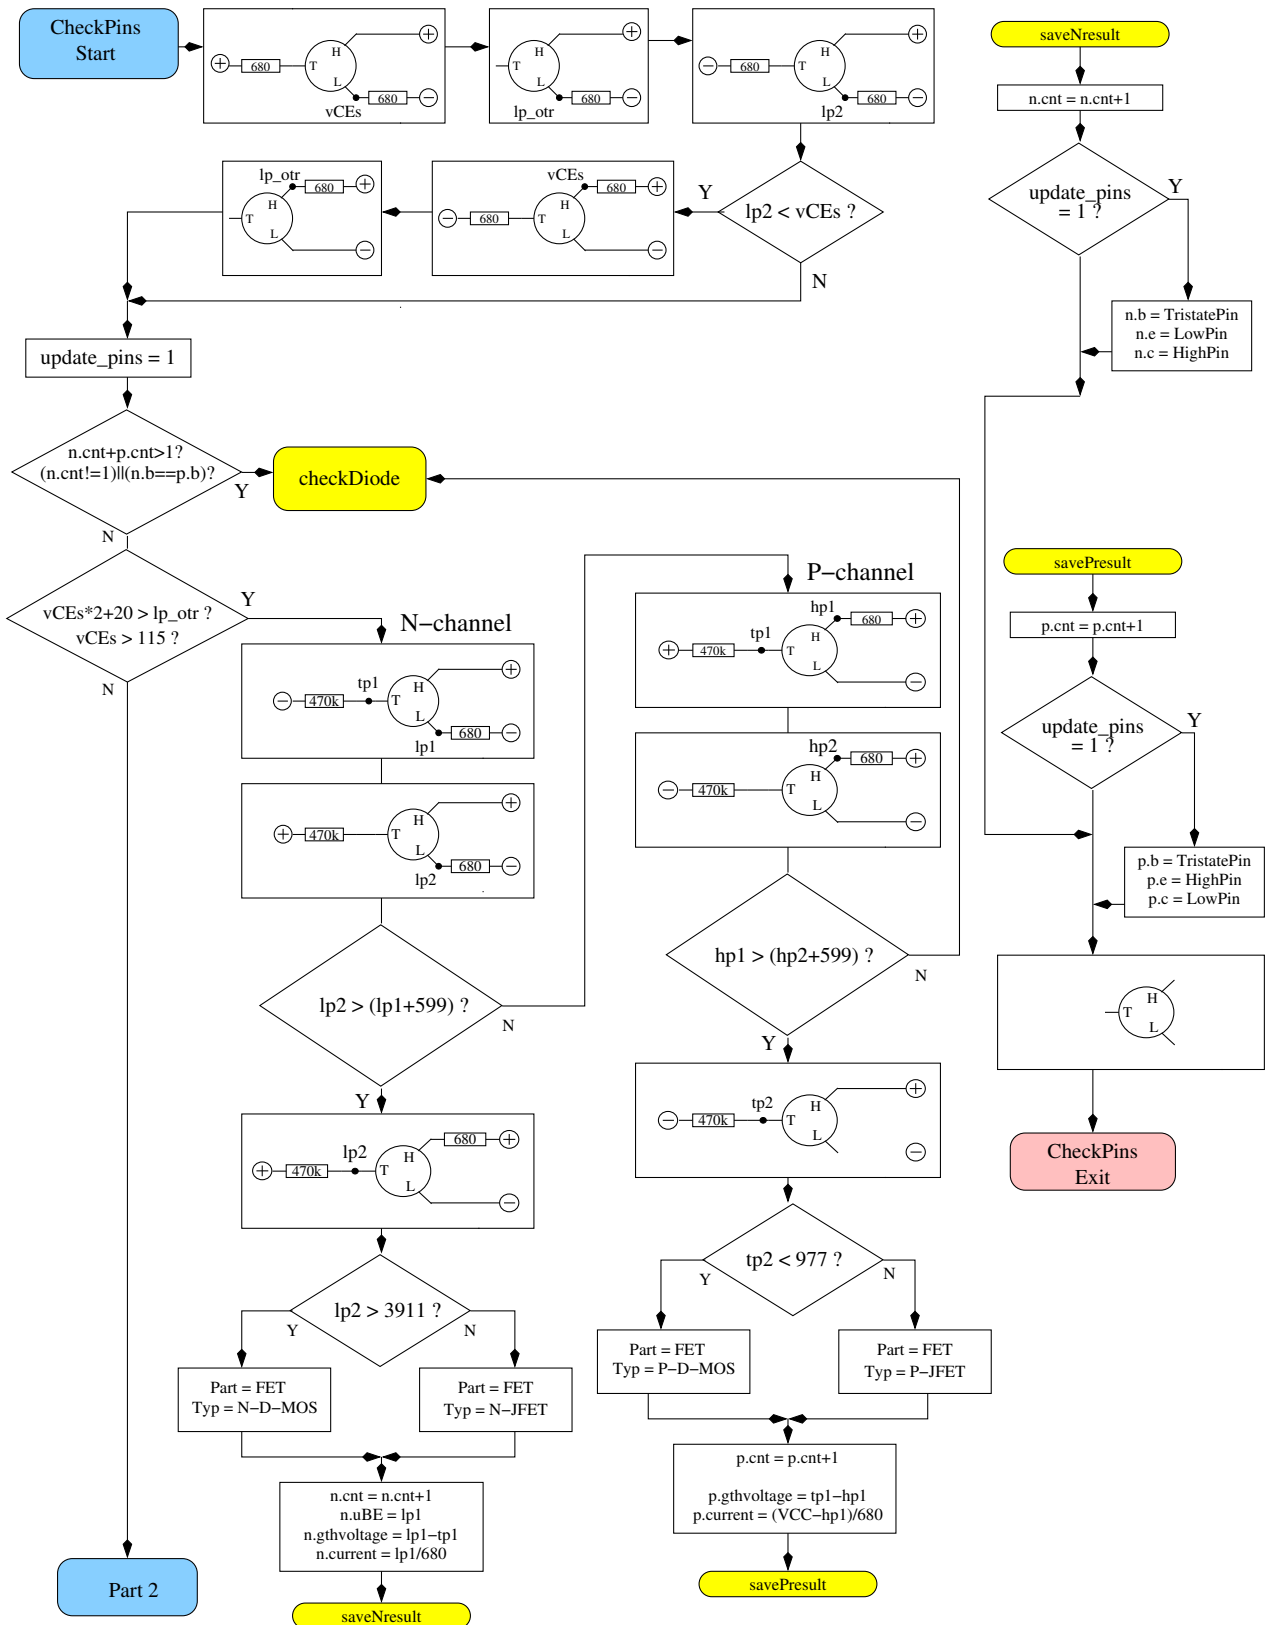 CheckPins
Start
H
T
L
680
680
vCEs
H
T
L
680
lp_otr
H
T
L
680
680
lp2
lp_otr
680
H
T
L
vCEs
680
680
H
T
L
Y
lp2 < vCEs ?
N
update_pins = 1
n.cnt+p.cnt>1?
(n.cnt!=1)||(n.b==p.b)?
Y
N
checkDiode
vCEs*2+20 > lp_otr ?
vCEs > 115 ?
Y
N
N−channel
tp1
470k
H
T
L
680
lp1
470k
H
T
L
680
lp2
lp2 > (lp1+599) ?
N
Y
lp2
470k
680
H
T
L
lp2 > 3911 ?
Y
N
Part = FET
Typ = N−D−MOS
Part = FET
Typ = N−JFET
n.cnt = n.cnt+1
n.uBE = lp1
n.gthvoltage = lp1−tp1
n.current = lp1/680
saveNresult
Part 2
P−channel
hp1
680
tp1
470k
H
T
L
hp2
680
470k
H
T
L
hp1 > (hp2+599) ?
N
Y
tp2
470k
H
T
L
tp2 < 977 ?
Y
N
Part = FET
Typ = P−D−MOS
Part = FET
Typ = P−JFET
p.cnt = p.cnt+1
p.gthvoltage = tp1−hp1
p.current = (VCC−hp1)/680
savePresult
saveNresult
n.cnt = n.cnt+1
update_pins
= 1 ?
Y
n.b = TristatePin
n.e = LowPin
n.c = HighPin
savePresult
p.cnt = p.cnt+1
update_pins
= 1 ?
Y
p.b = TristatePin
p.e = HighPin
p.c = LowPin
H
T
L
CheckPins
Exit